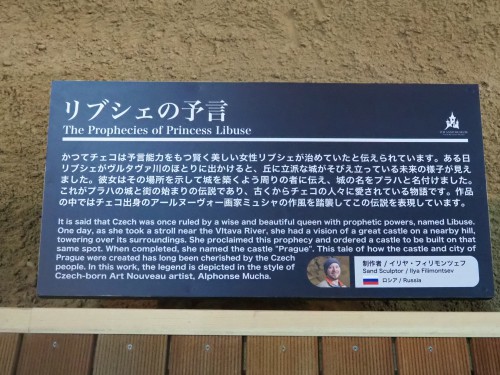 リブシェの予言
The Prophecies of Princess Libuse
かつてチェコは予言能力をもつ賢く美しい女性リブシェが治めていたと伝えられています。ある日
リブシェがヴルタヴァ川のほとりに出かけると、丘に立派な城がそびえ立っている未来の様子が見え
ました。彼女はその場所を示して城を築くよう周りの者に伝え、城の名をプラハと名付けました。
これがプラハの城と街の始まりの伝説であり、古くからチェコの人々に愛されている物語です。作品
の中ではチェコ出身のアールヌーヴォー画家ミュシャの作風を踏襲してこの伝説を表現しています。
It is said that Czech was once ruled by a wise and beautiful queen with prophetic powers, named Libuse.
One day, as she took a stroll near the Vltava River, she had a vision of a great castle on a nearby hill,
towering over its surroundings. She proclaimed this prophecy and ordered a castle to be built on that
same spot. When completed, she named the castle "Prague". This tale of how the castle and city of
Prague were created has long been cherished by the Czech
people. In this work, the legend is depicted in the style of
Czech-born Art Nouveau artist, Alphonse Mucha.
制作者 / イリヤ・フィリモンツェフ
Sand Sculptor / Ilya Filimontsev
ロシア / Russia